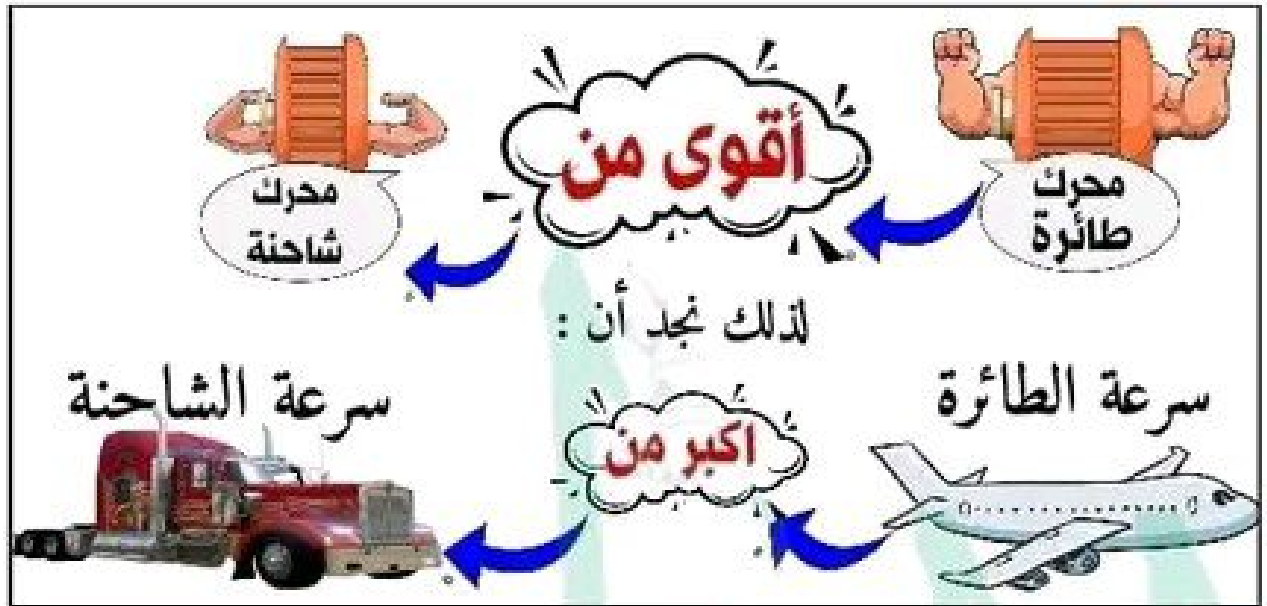 محرك
طائرة
أقوى من
محرك
شاحنة
لذلك نجد أن :
سرعة الطائرة
اكبر من
سرعة الشاحنة